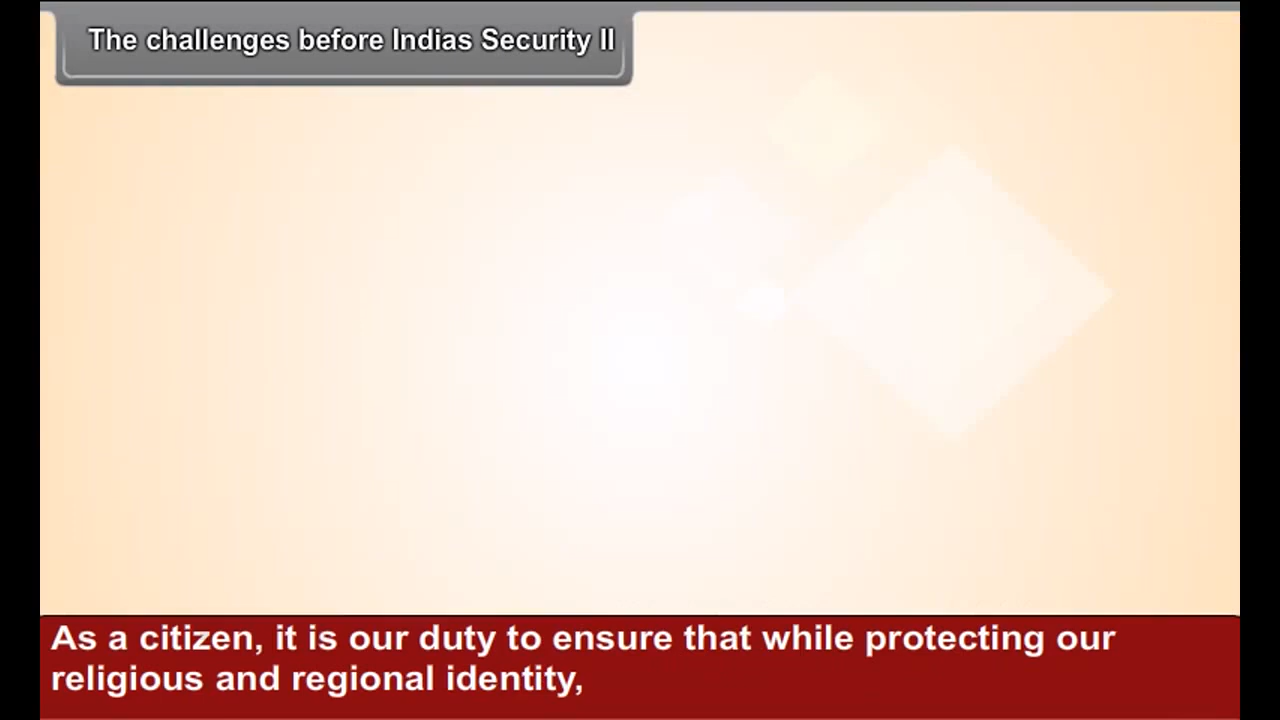 The challenges before Indias Security II
As a citizen, it is our duty to ensure that while protecting our
religious and regional identity,